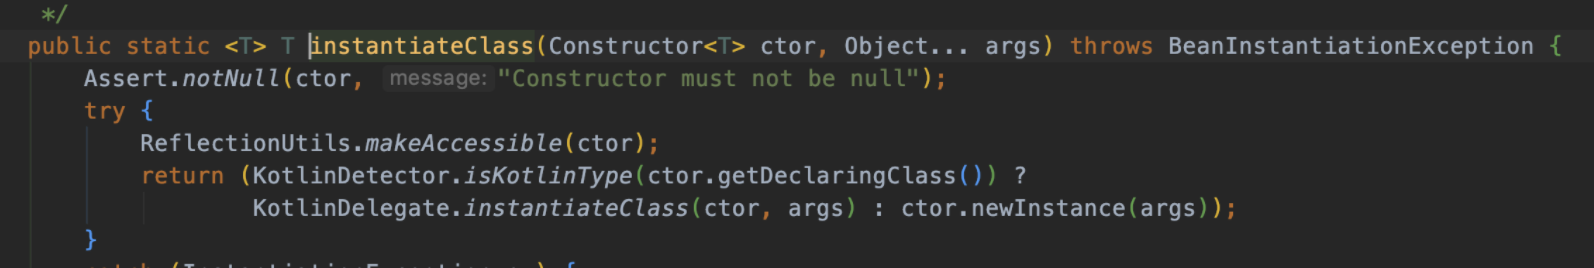 */
public static <T> T instantiateClass(Constructor<T> ctor, Object... args) throws BeanInstantiationException {
Assert.notNull(ctor, message: "Constructor must not be null");
try {
ReflectionUtils.makeAccessible(ctor);
return (KotlinDetector.isKotlinType(ctor.getDeclaringClass()) ?
KotlinDelegate.instantiateClass(ctor, args) : ctor.newInstance(args));
}